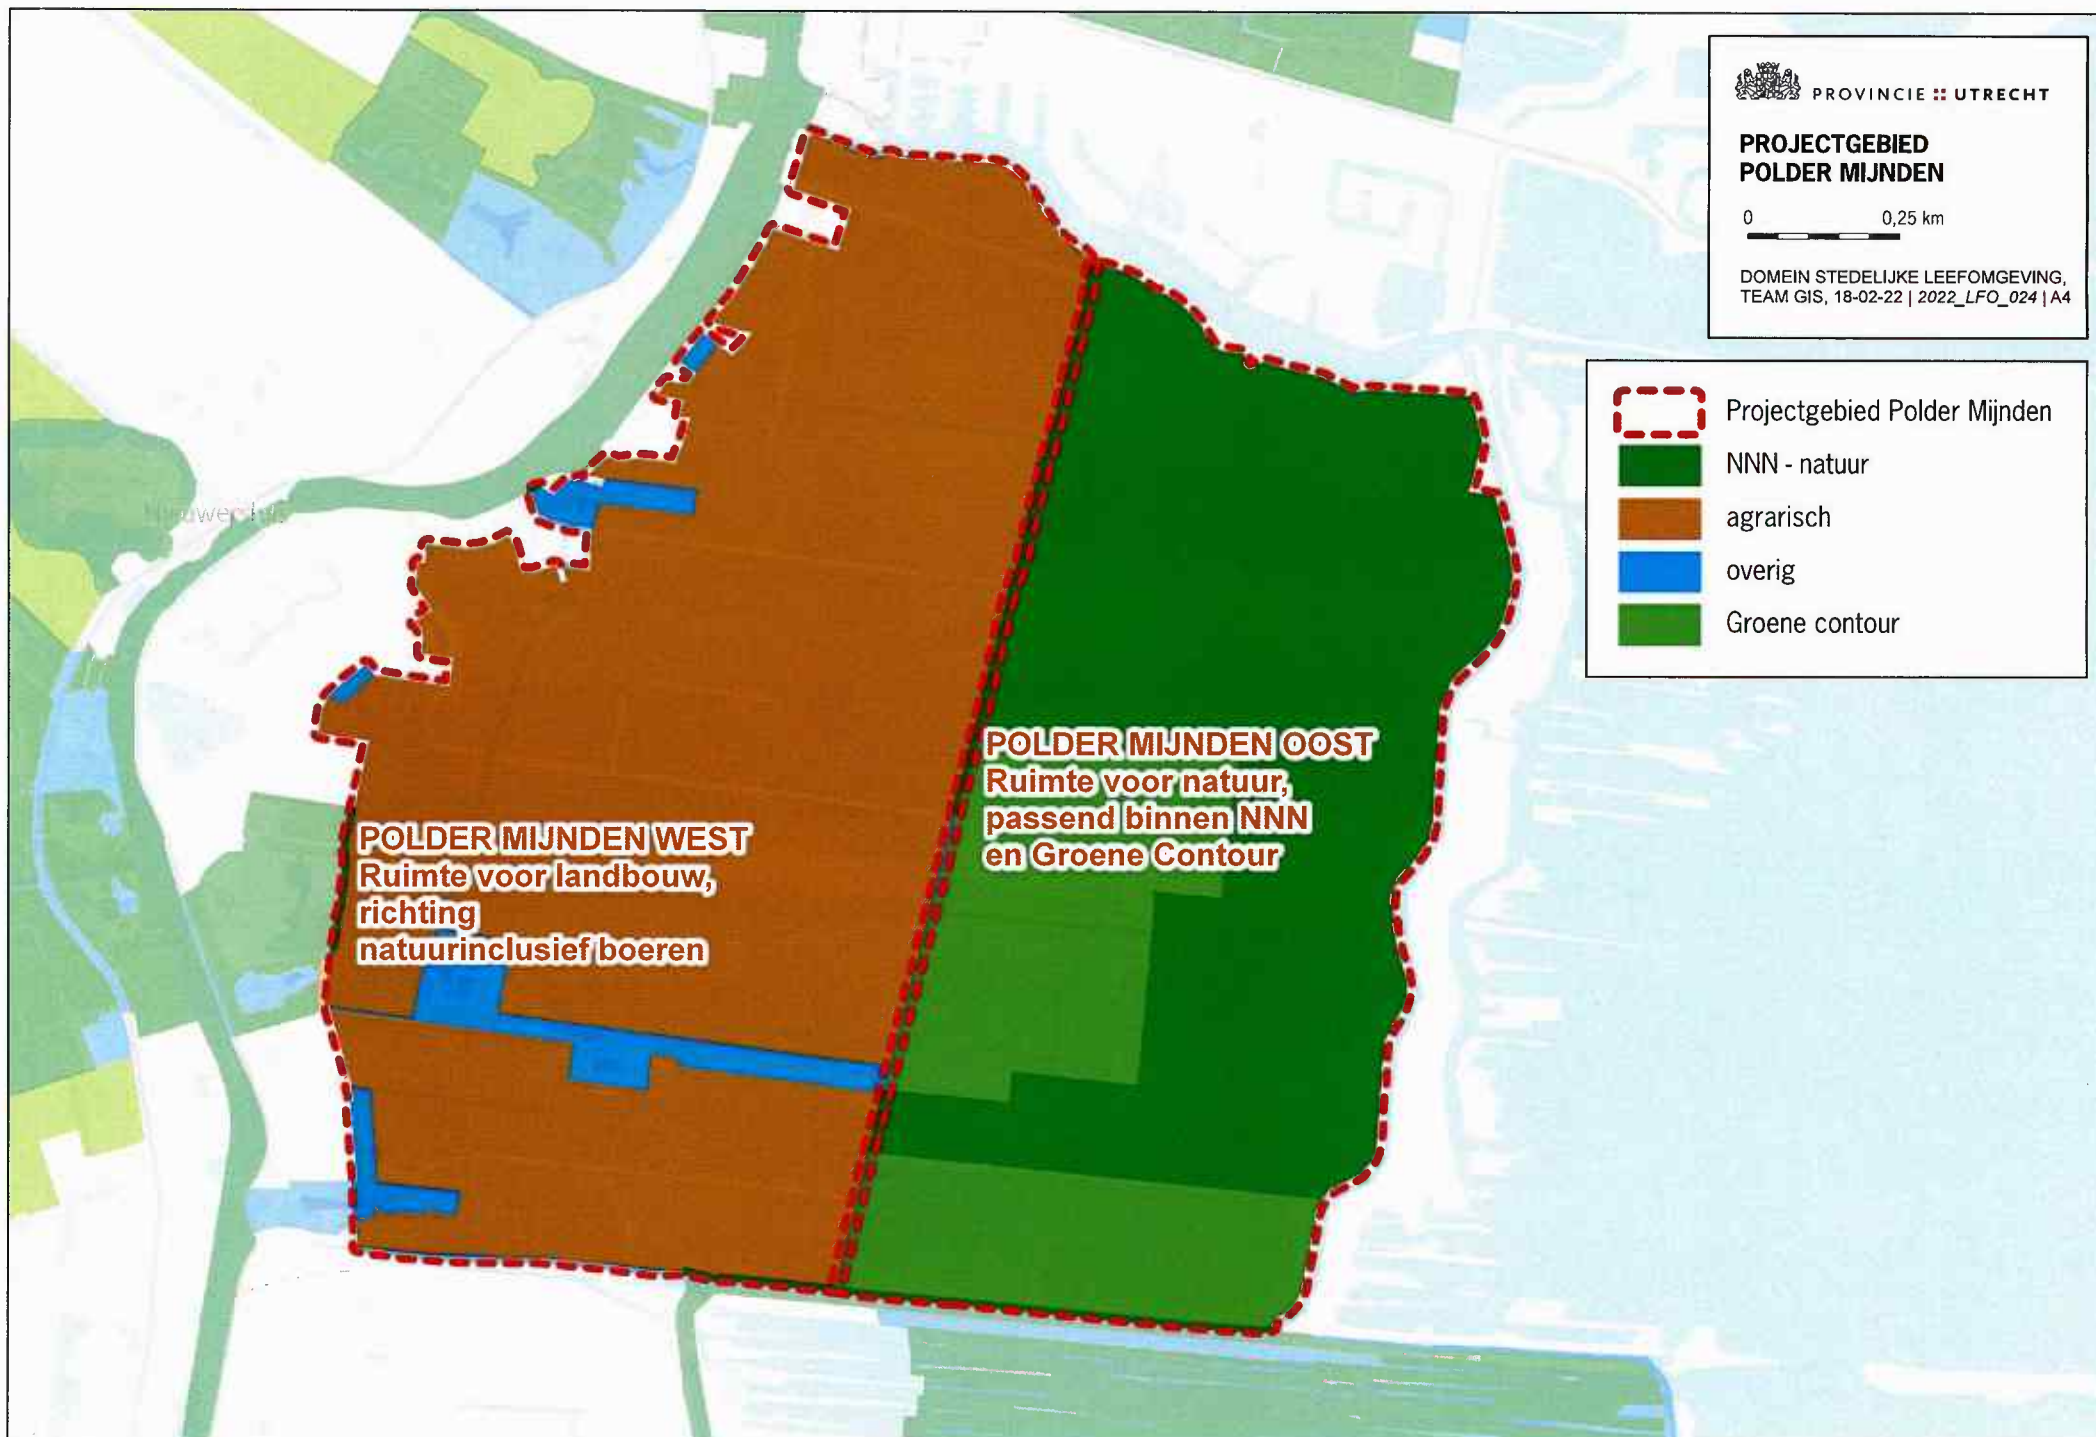 PROVINCIE :: UTRECHT
PROJECTGEBIED
POLDER MIJNDEN
0 0,25 km
DOMEIN STEDELIJKE LEEFOMGEVING,
TEAM GIS, 18-02-22 | 2022_LFO_024 | A4
Projectgebied Polder Mijnden
NNN - natuur
agrarisch
overig
Groene contour
POLDER MIJNDEN OOST
Ruimte voor natuur,
passend binnen NNN
en Groene Contour
POLDER MIJNDEN WEST
Ruimte voor landbouw,
richting
natuurinclusief boeren